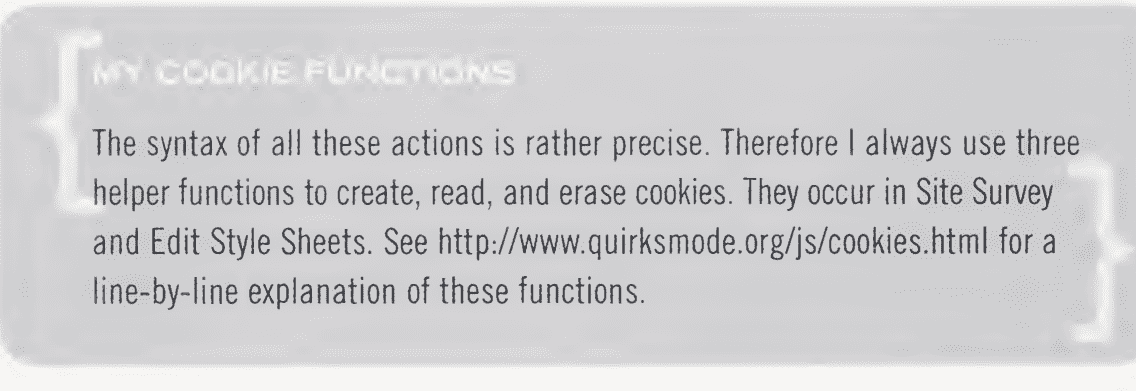 MY COOKIE FUNCTIONS
The syntax of all these actions is rather precise. Therefore I always use three
helper functions to create, read, and erase cookies. They occur in Site Survey
and Edit Style Sheets. See http://www.quirksmode.org/js/cookies.html for a
line-by-line explanation of these functions.